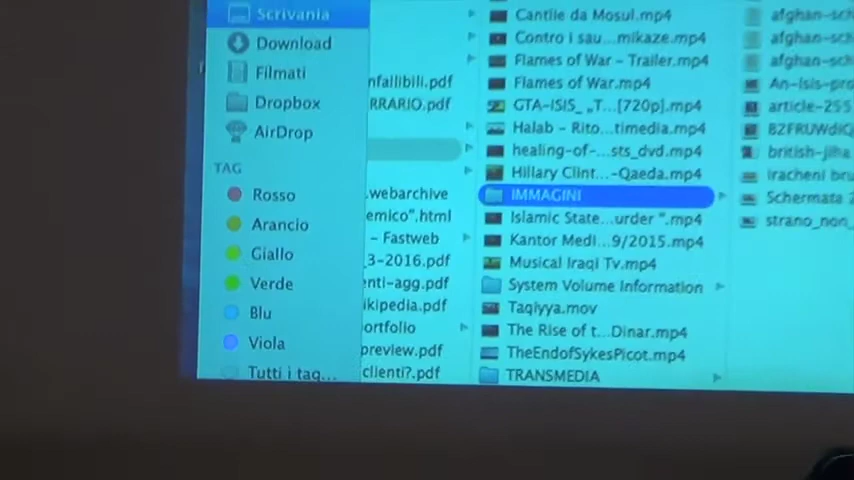 Scrivania
Download
Filmati
Dropbox
AirDrop
TAG
Rosso
Arancio
Giallo
Verde
Blu
Viola
Tutti i tag...
nfallibili.pdf
RRARIO.pdf
.webarchive
emico".html
– Fastweb
_3-2016.pdf
enti-agg.pdf
ikipedia.pdf
ortfolio
preview.pdf
clienti?.pdf
Cantile da Mosul.mp4
Contro i sau...mikaze.mp4
Flames of War – Trailer.mp4
Flames of War.mp4
GTA-ISIS_ „T...[720p].mp4
Halab – Rito...timedia.mp4
healing-of-...sts_dvd.mp4
Hillary Clint...-Qaeda.mp4
IMMAGINI
Islamic State...urder ".mp4
Kantor Medi...9/2015.mp4
Musical Iraqi Tv.mp4
System Volume Information
Taqiyya.mov
The Rise of t...Dinar.mp4
TheEndofSykesPicot.mp4
TRANSMEDIA
afghan-sch
afghan-sch
afghan-sch
An-Isis-pro
article-255
british-jiha
iracheni bru
Schermata 2
strano_non_